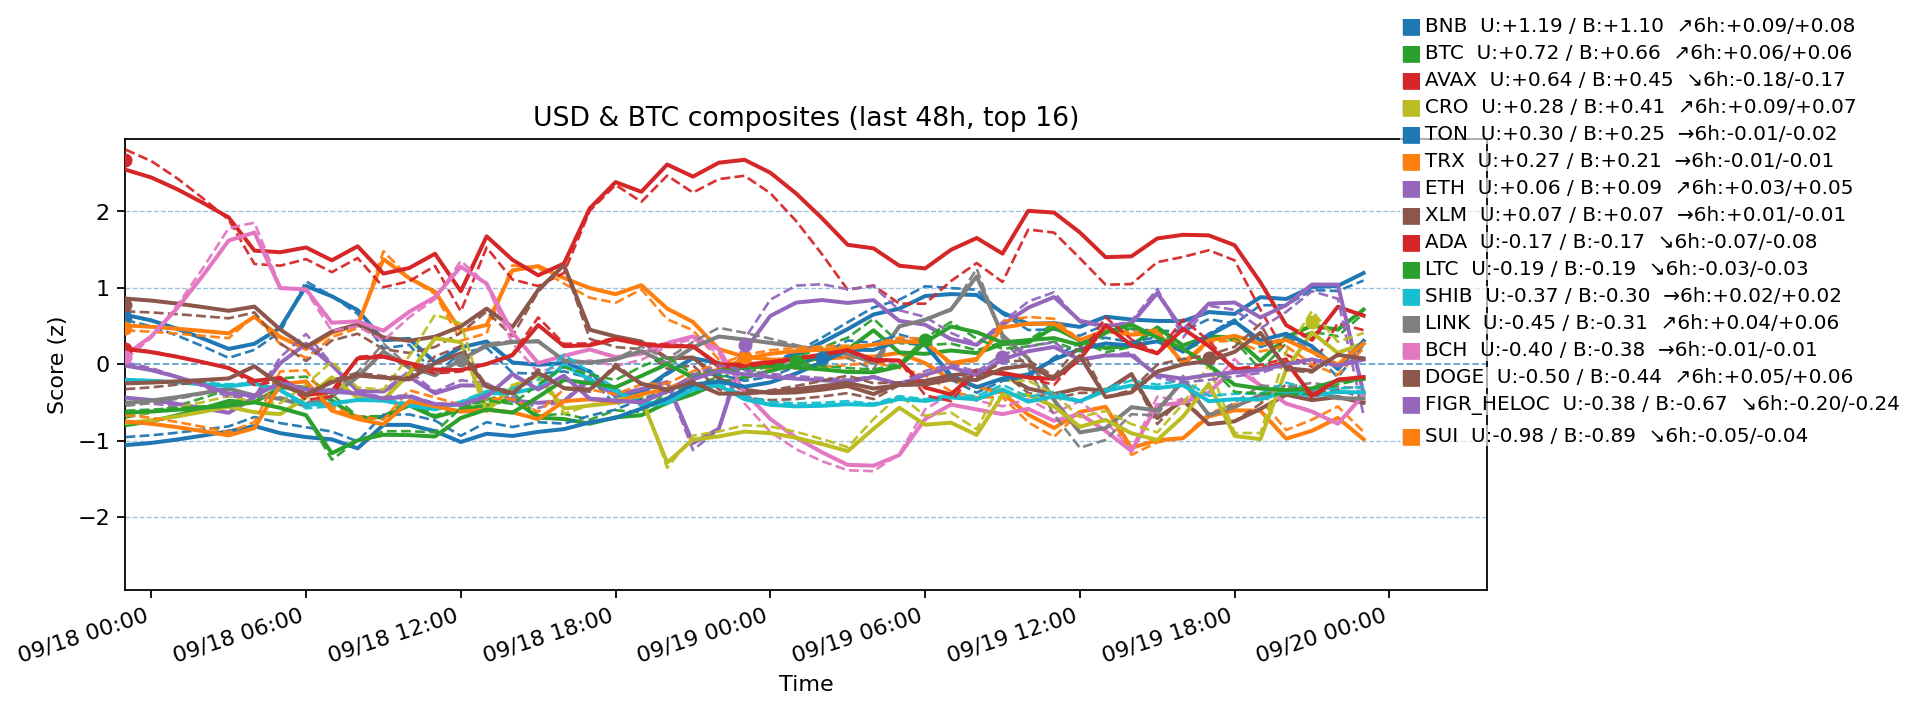 BNB U:+1.19 / B:+1.10 ↗6h:+0.09/+0.08
BTC U:+0.72 / B:+0.66 ↗6h:+0.06/+0.06
AVAX U:+0.64 / B:+0.45 ↘6h:-0.18/-0.17
CRO U:+0.28 / B:+0.41 ↗6h:+0.09/+0.07
TON U:+0.30 / B:+0.25 →6h:-0.01/-0.02
TRX U:+0.27 / B:+0.21 →6h:-0.01/-0.01
ETH U:+0.06 / B:+0.09 ↗6h:+0.03/+0.05
XLM U:+0.07 / B:+0.07 →6h:+0.01/-0.01
ADA U:-0.17 / B:-0.17 ↘6h:-0.07/-0.08
LTC U:-0.19 / B:-0.19 ↘6h:-0.03/-0.03
SHIB U:-0.37 / B:-0.30 →6h:+0.02/+0.02
LINK U:-0.45 / B:-0.31 ↗6h:+0.04/+0.06
BCH U:-0.40 / B:-0.38 →6h:-0.01/-0.01
DOGE U:-0.50 / B:-0.44 ↗6h:+0.05/+0.06
FIGR_HELOC U:-0.38 / B:-0.67 ↘6h:-0.20/-0.24
SUI U:-0.98 / B:-0.89 ↘6h:-0.05/-0.04
USD & BTC composites (last 48h, top 16)
Score (z)
2
1
0
−1
−2
09/18 00:00
09/18 06:00
09/18 12:00
09/18 18:00
09/19 00:00
09/19 06:00
09/19 12:00
09/19 18:00
09/20 00:00
Time